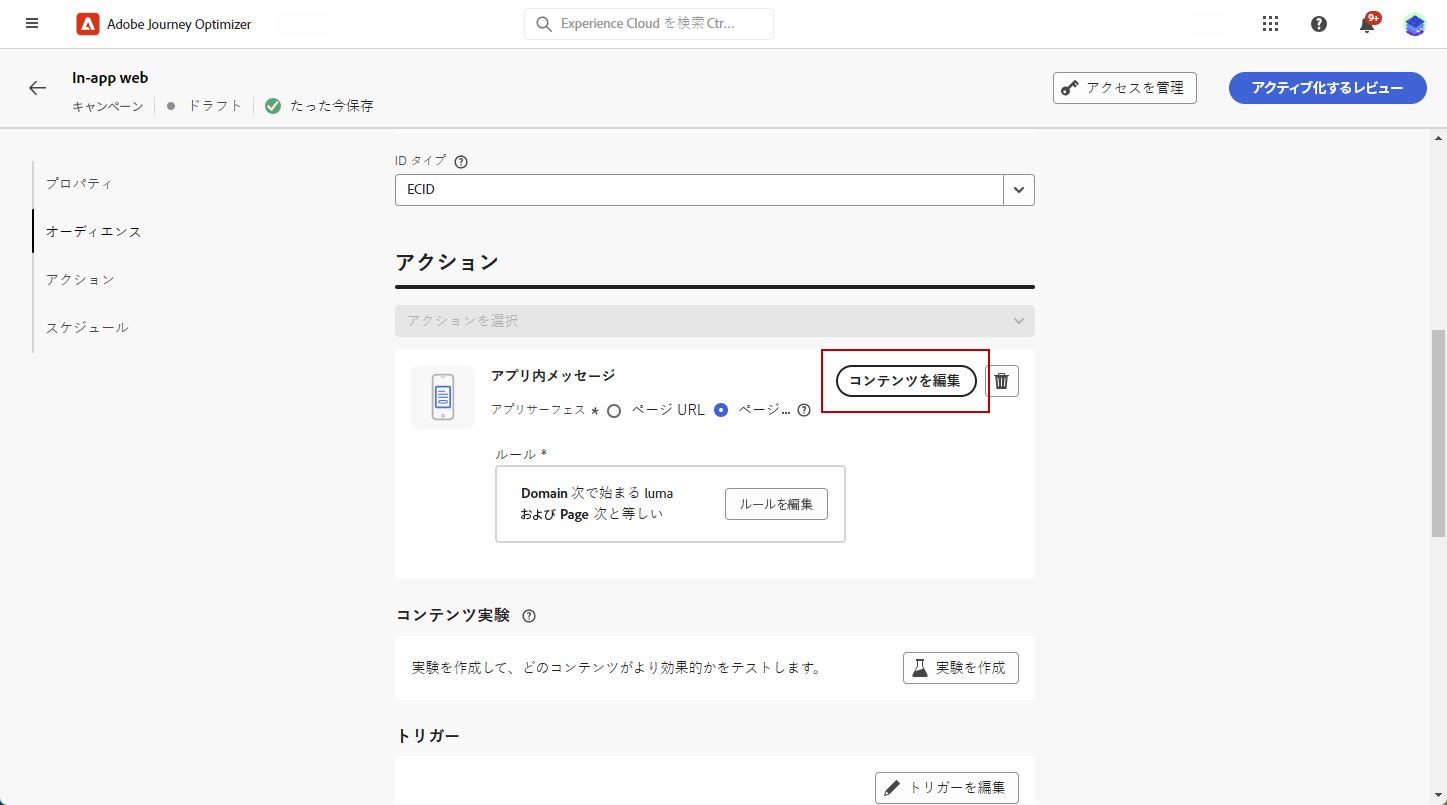 Adobe Journey Optimizer
Experience Cloud を検索 Ctr...
9+
In-app web
キャンペーン
ドラフト
たった今保存
アクセスを管理
アクティブ化するレビュー
プロパティ
オーディエンス
アクション
スケジュール
ID タイプ
ECID
アクション
アクションを選択
アプリ内メッセージ
コンテンツを編集
アプリサーフェス * ページ URL ページ...
ルール *
Domain 次で始まる luma
および Page 次と等しい
ルールを編集
コンテンツ実験
実験を作成して、どのコンテンツがより効果的かをテストします。
実験を作成
トリガー
トリガーを編集